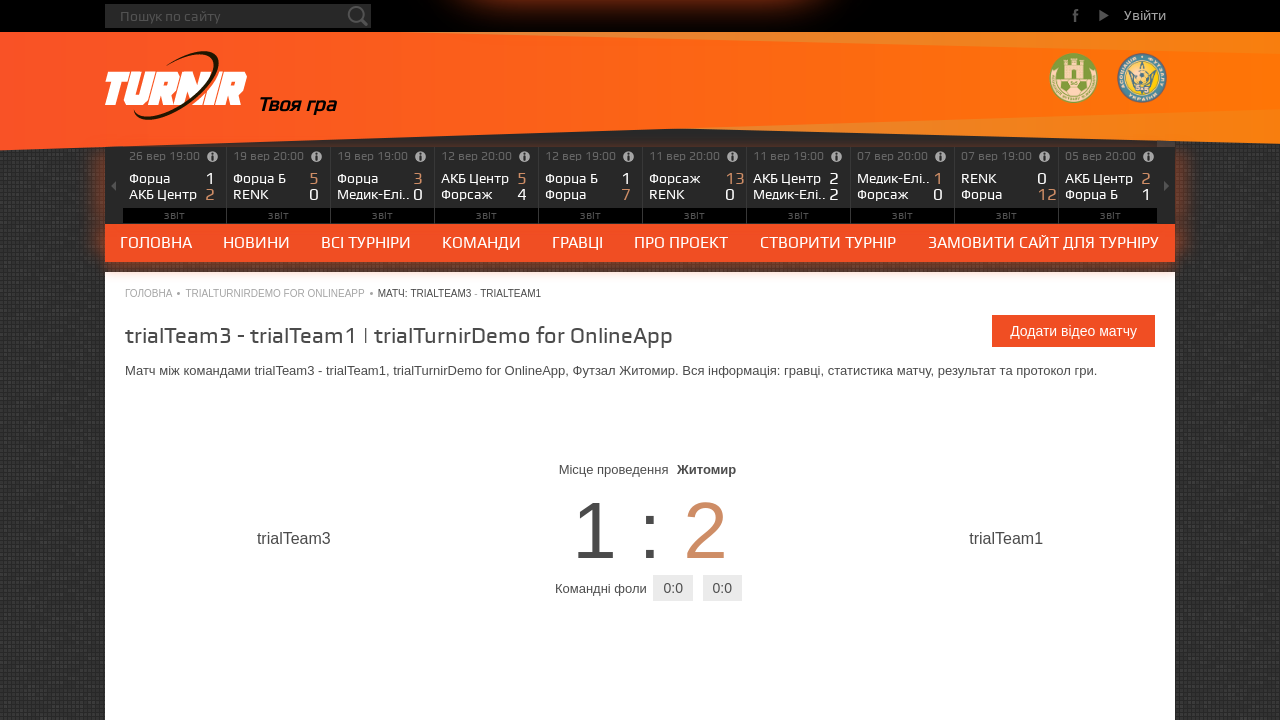 Пошук по сайту
Увійти
TURNIR Твоя гра
26 вер 19:00 19 вер 20:00 19 вер 19:00 12 вер 20:00 12 вер 19:00 11 вер 20:00 11 вер 19:00 07 вер 20:00 07 вер 19:00 05 вер 20:00
Форца 1 Форца Б 5 Форца 3 АКБ Центр 5 Форца Б 1 Форсаж 13 АКБ Центр 2 Медик-Елі.. 1 RENK 0 АКБ Центр 2
АКБ Центр 2 RENK 0 Медик-Елі.. 0 Форсаж 4 Форца 7 RENK 0 Медик-Елі.. 2 Форсаж 0 Форца 12 Форца Б 1
звіт звіт звіт звіт звіт звіт звіт звіт звіт звіт
ГОЛОВНА НОВИНИ ВСІ ТУРНІРИ КОМАНДИ ГРАВЦІ ПРО ПРОЕКТ СТВОРИТИ ТУРНІР ЗАМОВИТИ САЙТ ДЛЯ ТУРНІРУ
ГОЛОВНА • TRIALTURNIRDEMO FOR ONLINEAPP • МАТЧ: TRIALTEAM3 - TRIALTEAM1
trialTeam3 - trialTeam1 | trialTurnirDemo for OnlineApp
Додати відео матчу
Матч між командами trialTeam3 - trialTeam1, trialTurnirDemo for OnlineApp, Футзал Житомир. Вся інформація: гравці, статистика матчу, результат та протокол гри.
Місце проведення Житомир
trialTeam3 1 : 2 trialTeam1
Командні фоли 0:0 0:0